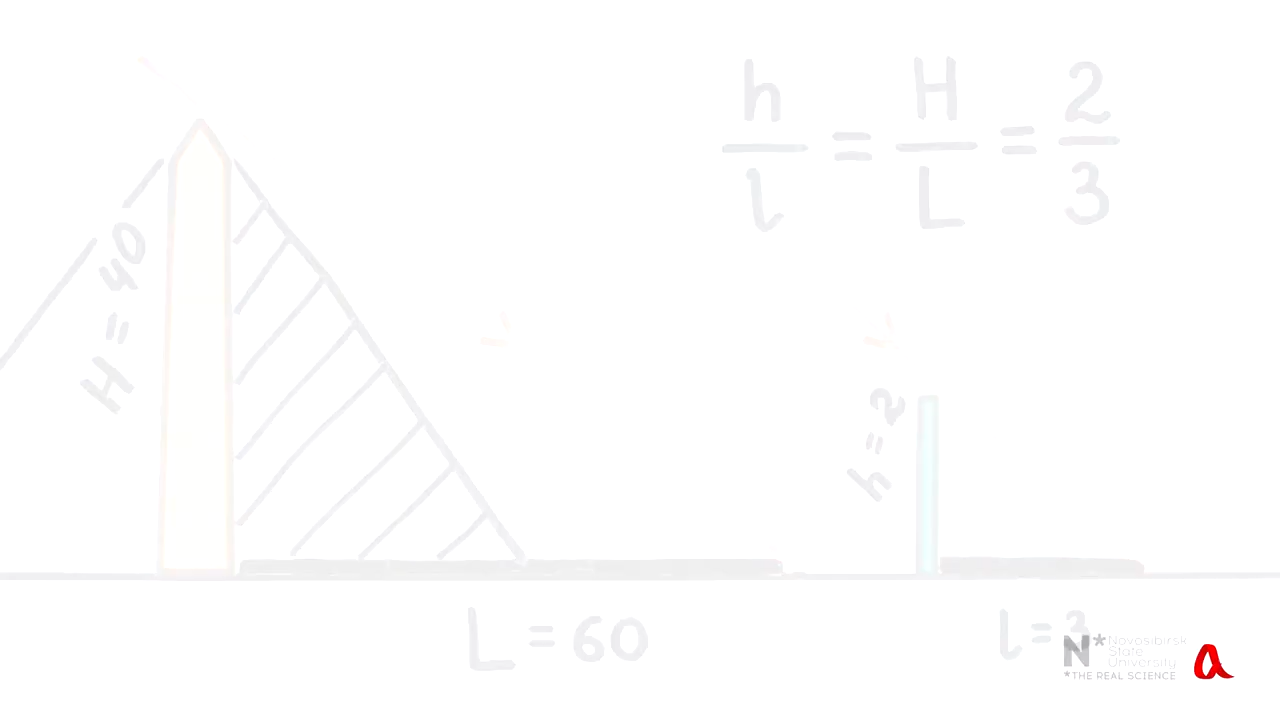 h/l = H/L = 2/3
H = 40
h = 2
L = 60
l = 3
N* Novosibirsk
State
University
*THE REAL SCIENCE
a